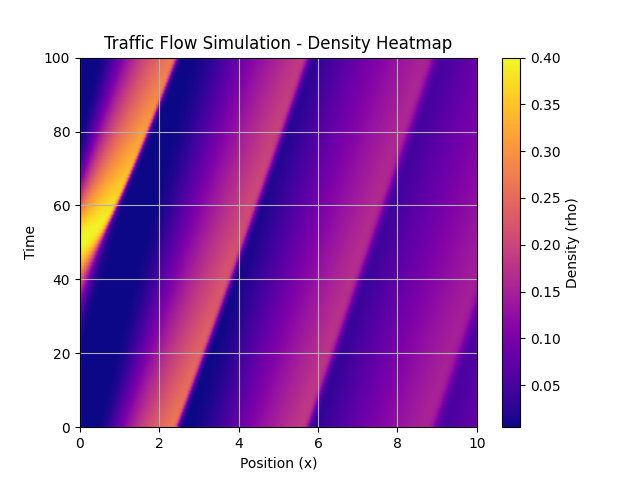 Traffic Flow Simulation - Density Heatmap
100
80
60
40
20
0
Time
0 2 4 6 8 10
Position (x)
0.40
0.35
0.30
0.25
0.20
0.15
0.10
0.05
Density (rho)